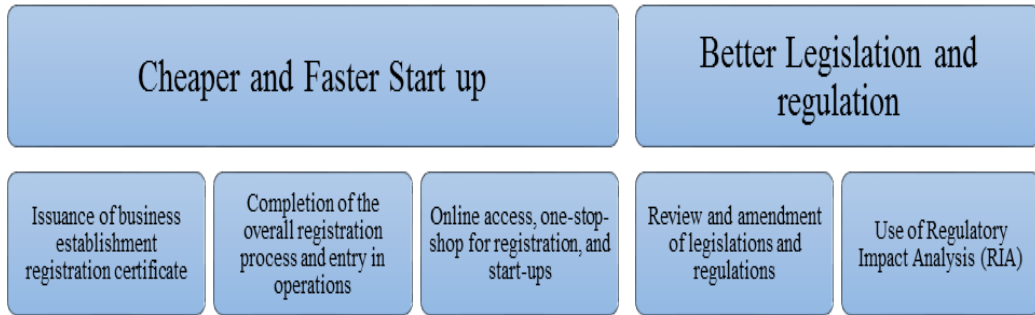 Cheaper and Faster Start up
Better Legislation and
regulation
Issuance of business
establishment
registration certificate
Completion of the
overall registration
process and entry in
operations
Online access, one-stop-
shop for registration, and
start-ups
Review and amendment
of legislations and
regulations
Use of Regulatory
Impact Analysis (RIA)